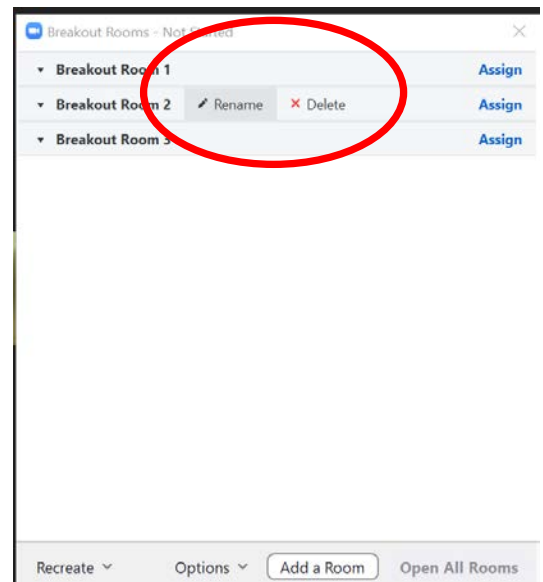 Breakout Rooms - Not Started
Breakout Room 1 Assign
Breakout Room 2 Rename Delete Assign
Breakout Room 3 Assign
Recreate Options Add a Room Open All Rooms